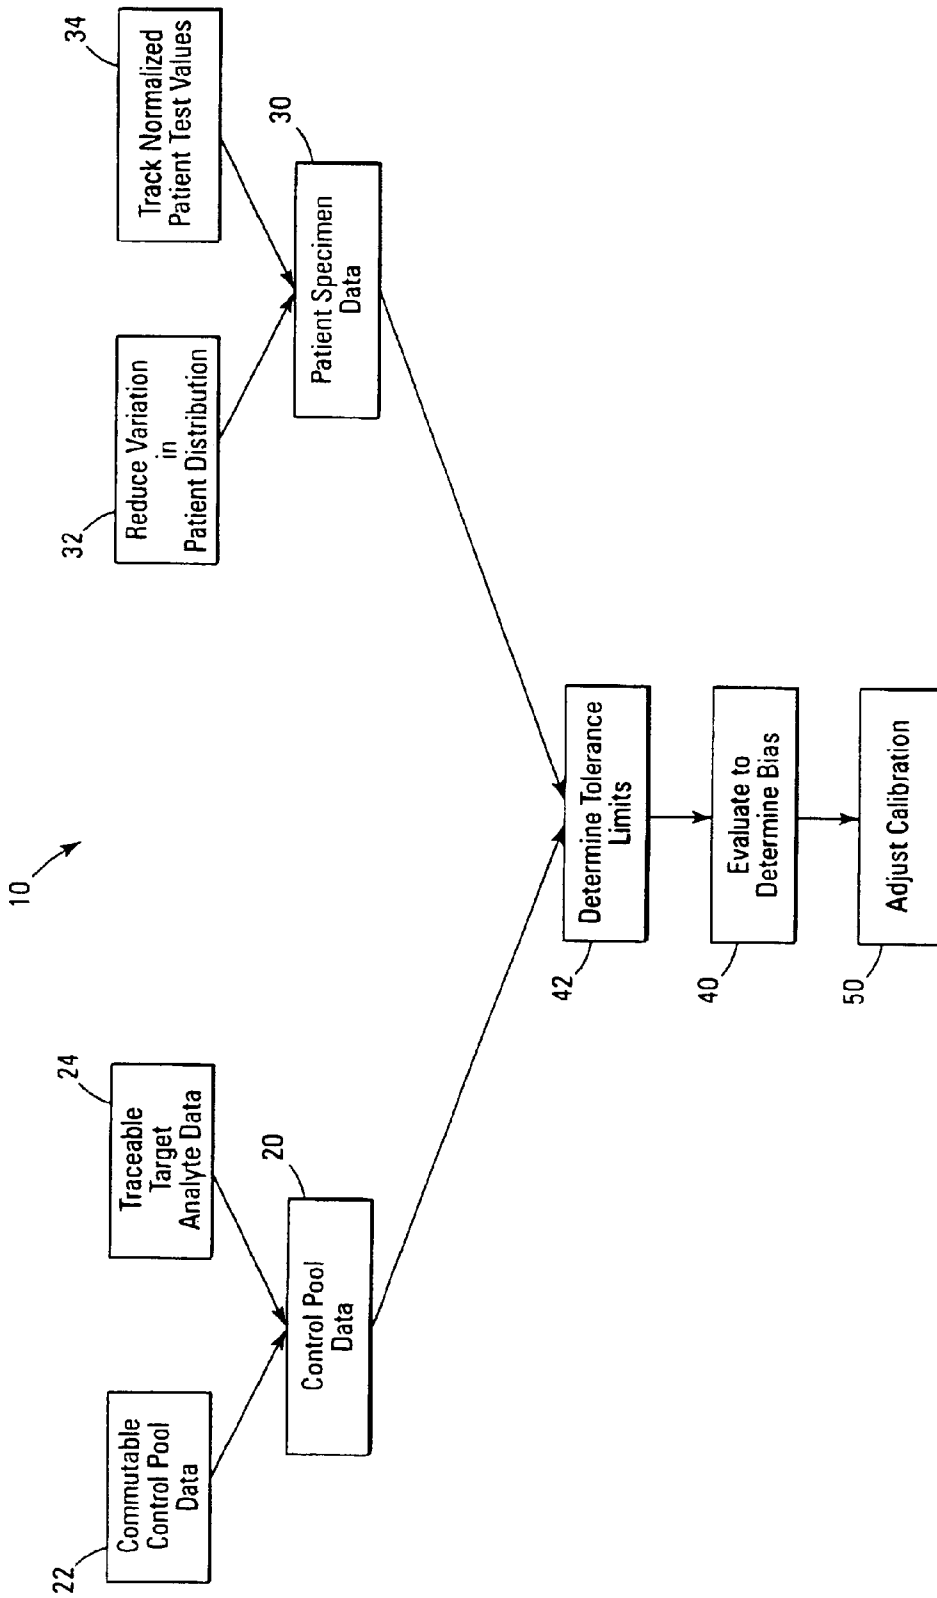 10
22
Commutable
Control Pool
Data
24
Traceable
Target
Analyte Data
20
Control Pool
Data
32
Reduce Variation
in
Patient Distribution
34
Track Normalized
Patient Test Values
30
Patient Specimen
Data
42
Determine Tolerance
Limits
40
Evaluate to
Determine Bias
50
Adjust Calibration